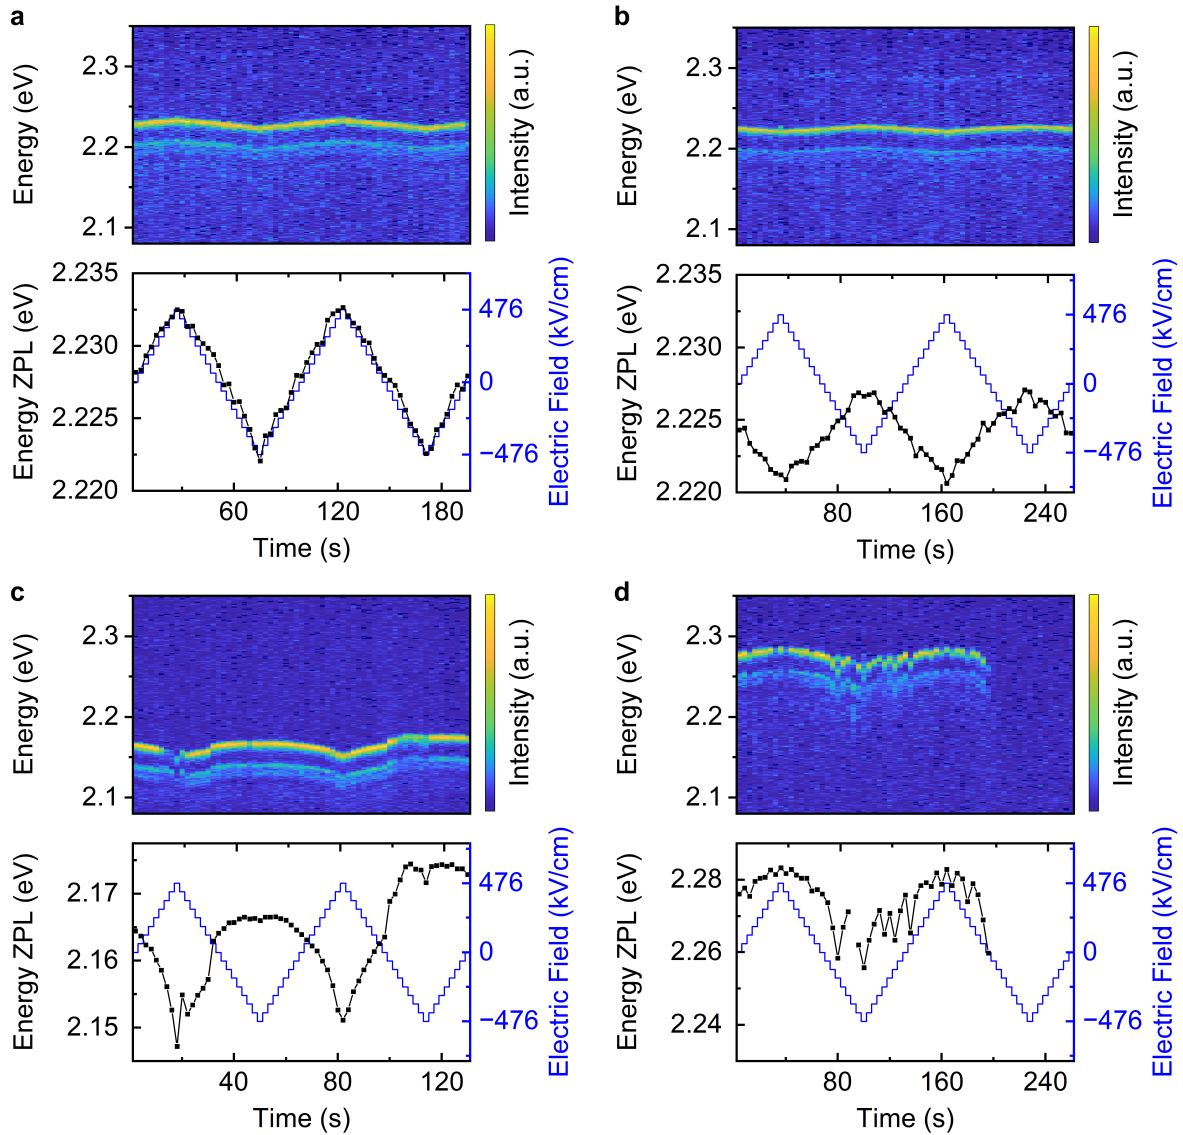 a
2.3
2.2
2.1
Energy (eV)
Intensity (a.u.)
2.235
2.230
2.225
2.220
Energy ZPL (eV)
476
0
−476
Electric Field (kV/cm)
60
120
180
Time (s)
b
2.3
2.2
2.1
Energy (eV)
Intensity (a.u.)
2.235
2.230
2.225
2.220
Energy ZPL (eV)
476
0
−476
Electric Field (kV/cm)
80
160
240
Time (s)
c
2.3
2.2
2.1
Energy (eV)
Intensity (a.u.)
2.17
2.16
2.15
Energy ZPL (eV)
476
0
−476
Electric Field (kV/cm)
40
80
120
Time (s)
d
2.3
2.2
2.1
Energy (eV)
Intensity (a.u.)
2.28
2.26
2.24
Energy ZPL (eV)
476
0
−476
Electric Field (kV/cm)
80
160
240
Time (s)